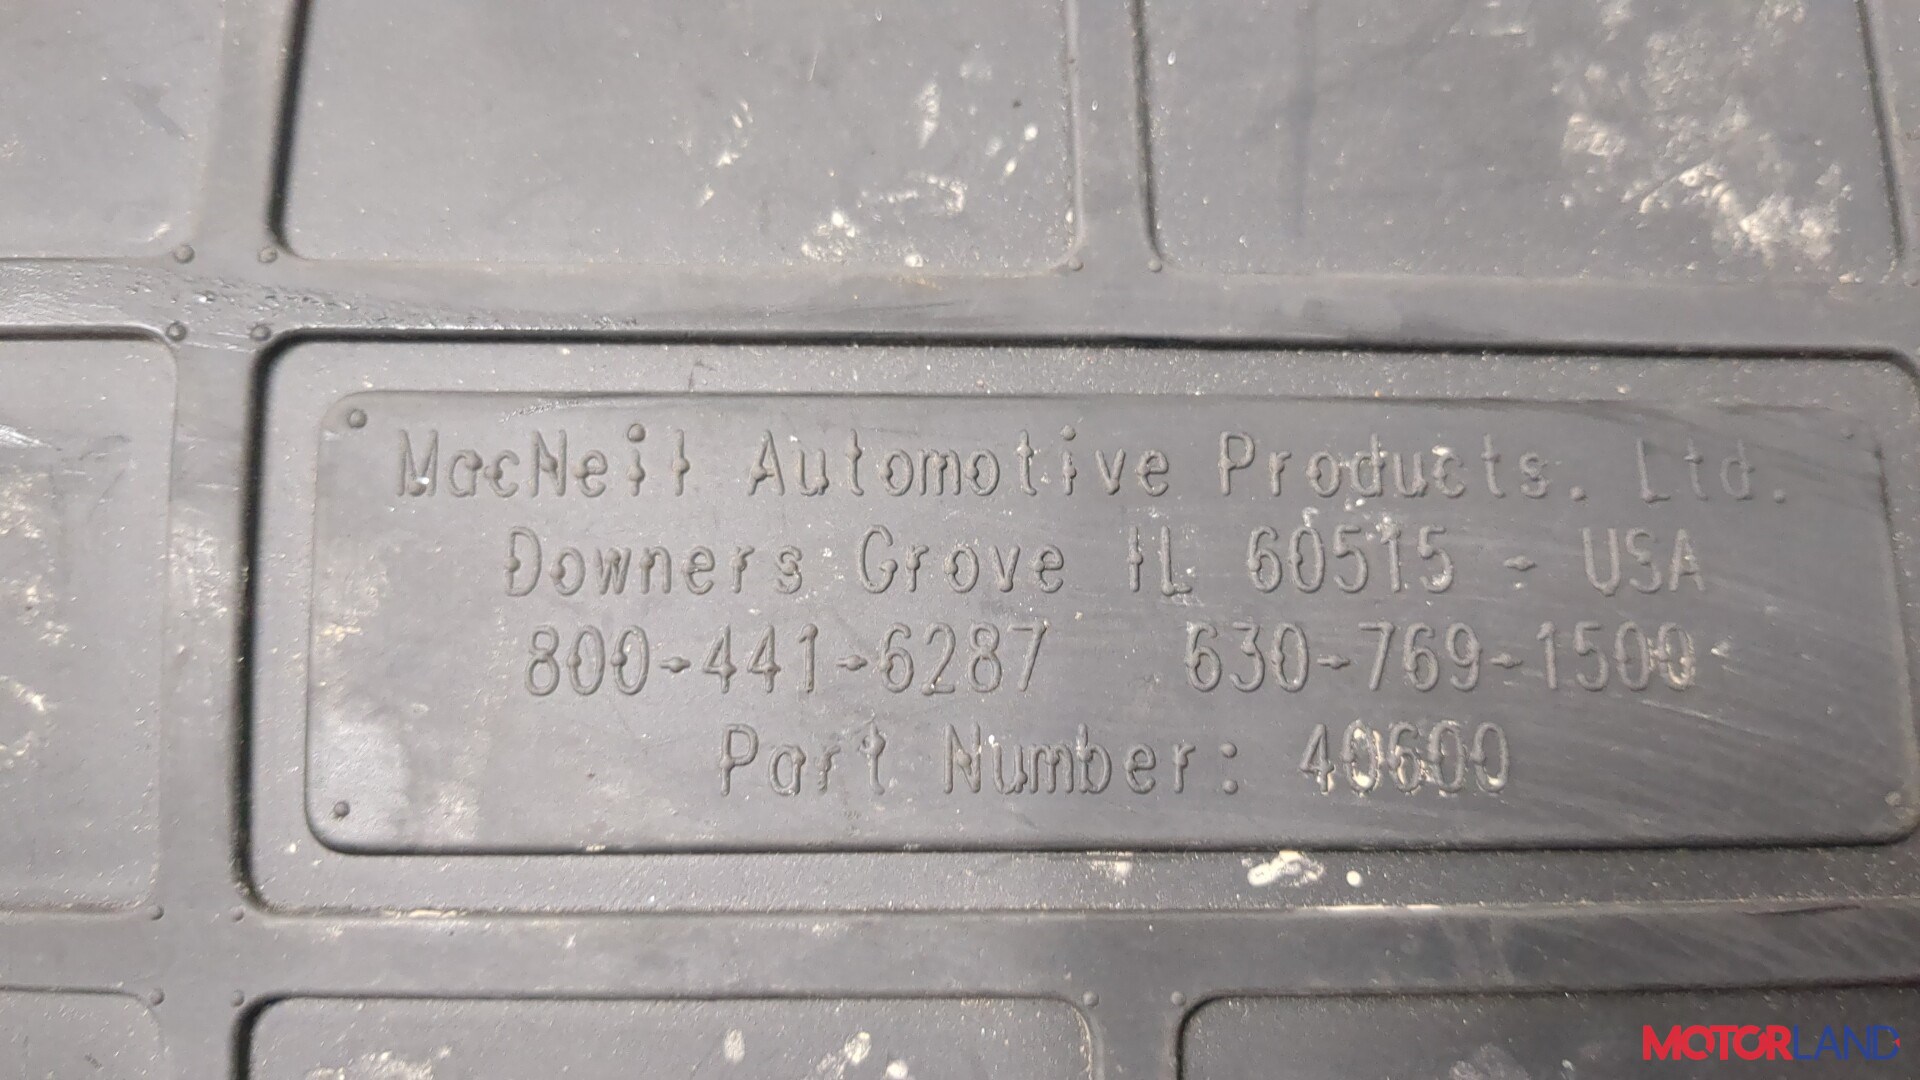 MacNeil Automotive Products. Ltd.
Downers Grove IL 60515 - USA
800-441-6287 630-769-1500
Part Number: 40600
MOTORLAND